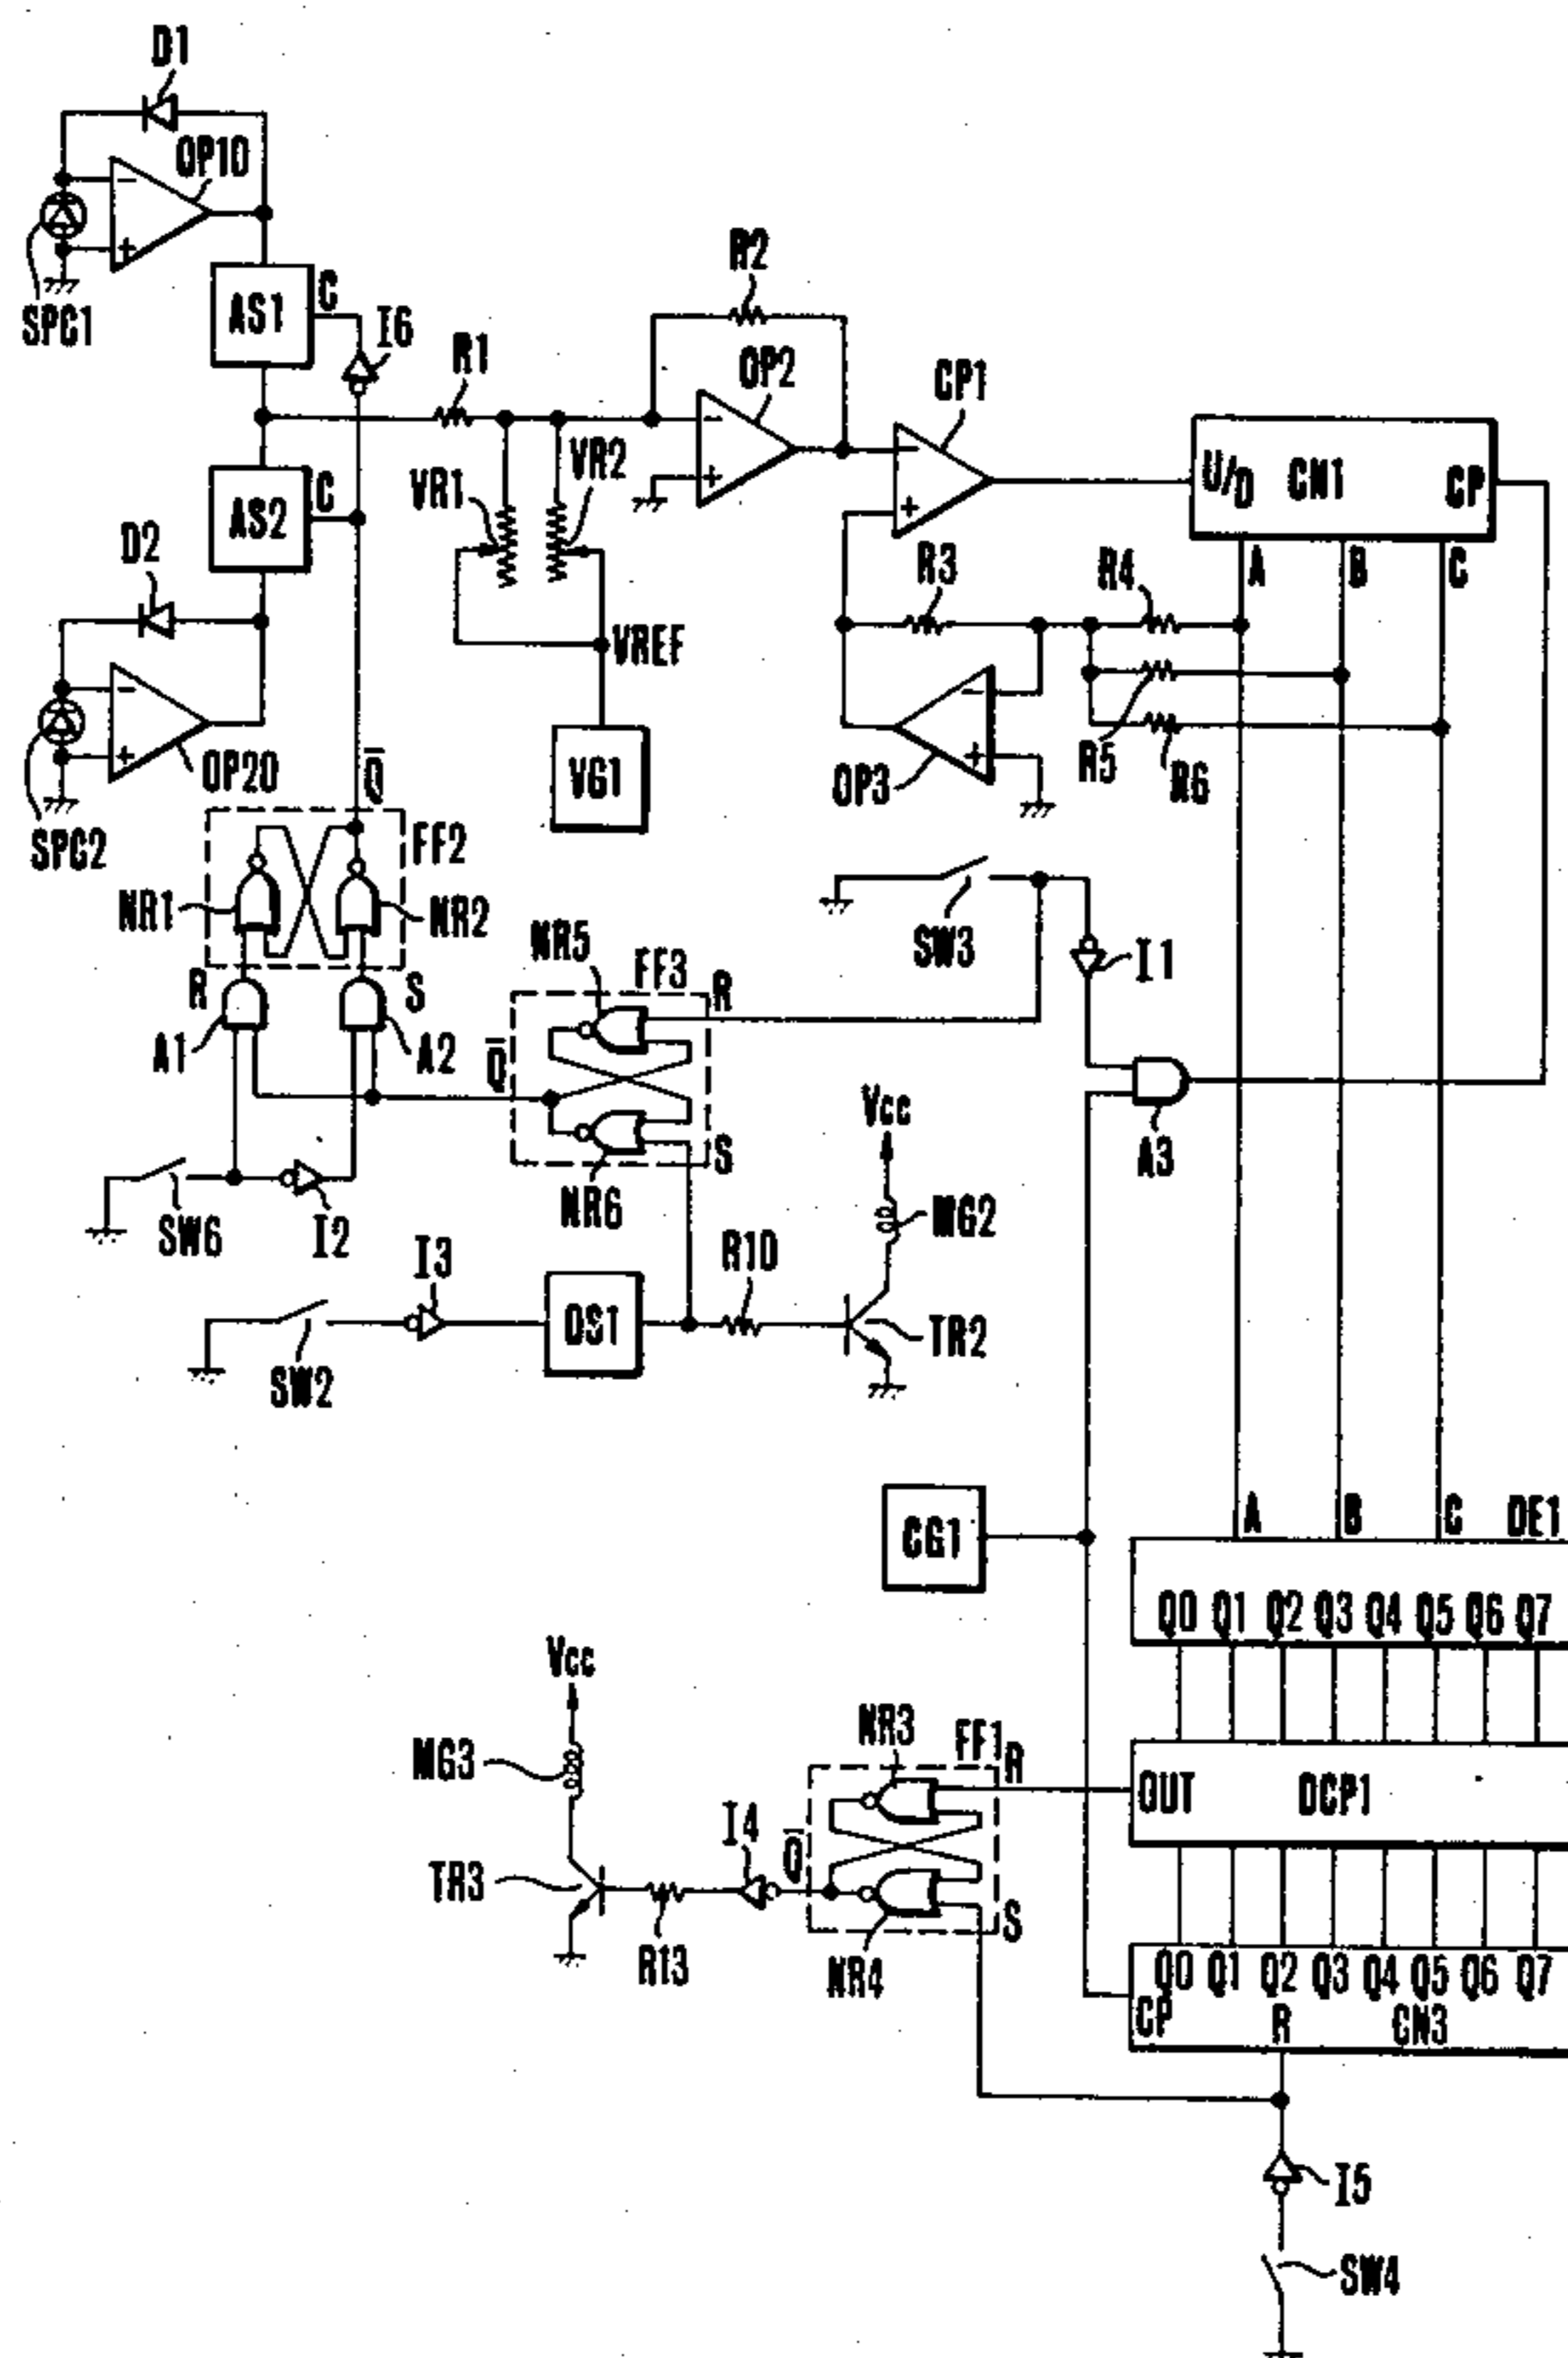 D1
OP10
SPC1
AS1 C
I6
R1
R2
OP2
CP1
U/D CN1 CP
VR1
VR2
AS2 C
D2
VREF
R3
R4
A B C
R5
R6
OP3
OP20
SPC2
VG1
Q̅
FF2
NR1
NR2
R
S
A1
A2
SW3
I1
NR5
FF3
R
Q̅
NR6
S
A3
Vcc
MG2
SW6
I2
I3
R10
OS1
TR2
SW2
CG1
A B C DE1
Q0 Q1 Q2 Q3 Q4 Q5 Q6 Q7
Vcc
MG3
NR3
FF1
R
OUT DCP1
I4
Q̅
TR3
R13
NR4
S
Q0 Q1 Q2 Q3 Q4 Q5 Q6 Q7
CP R CN3
I5
SW4